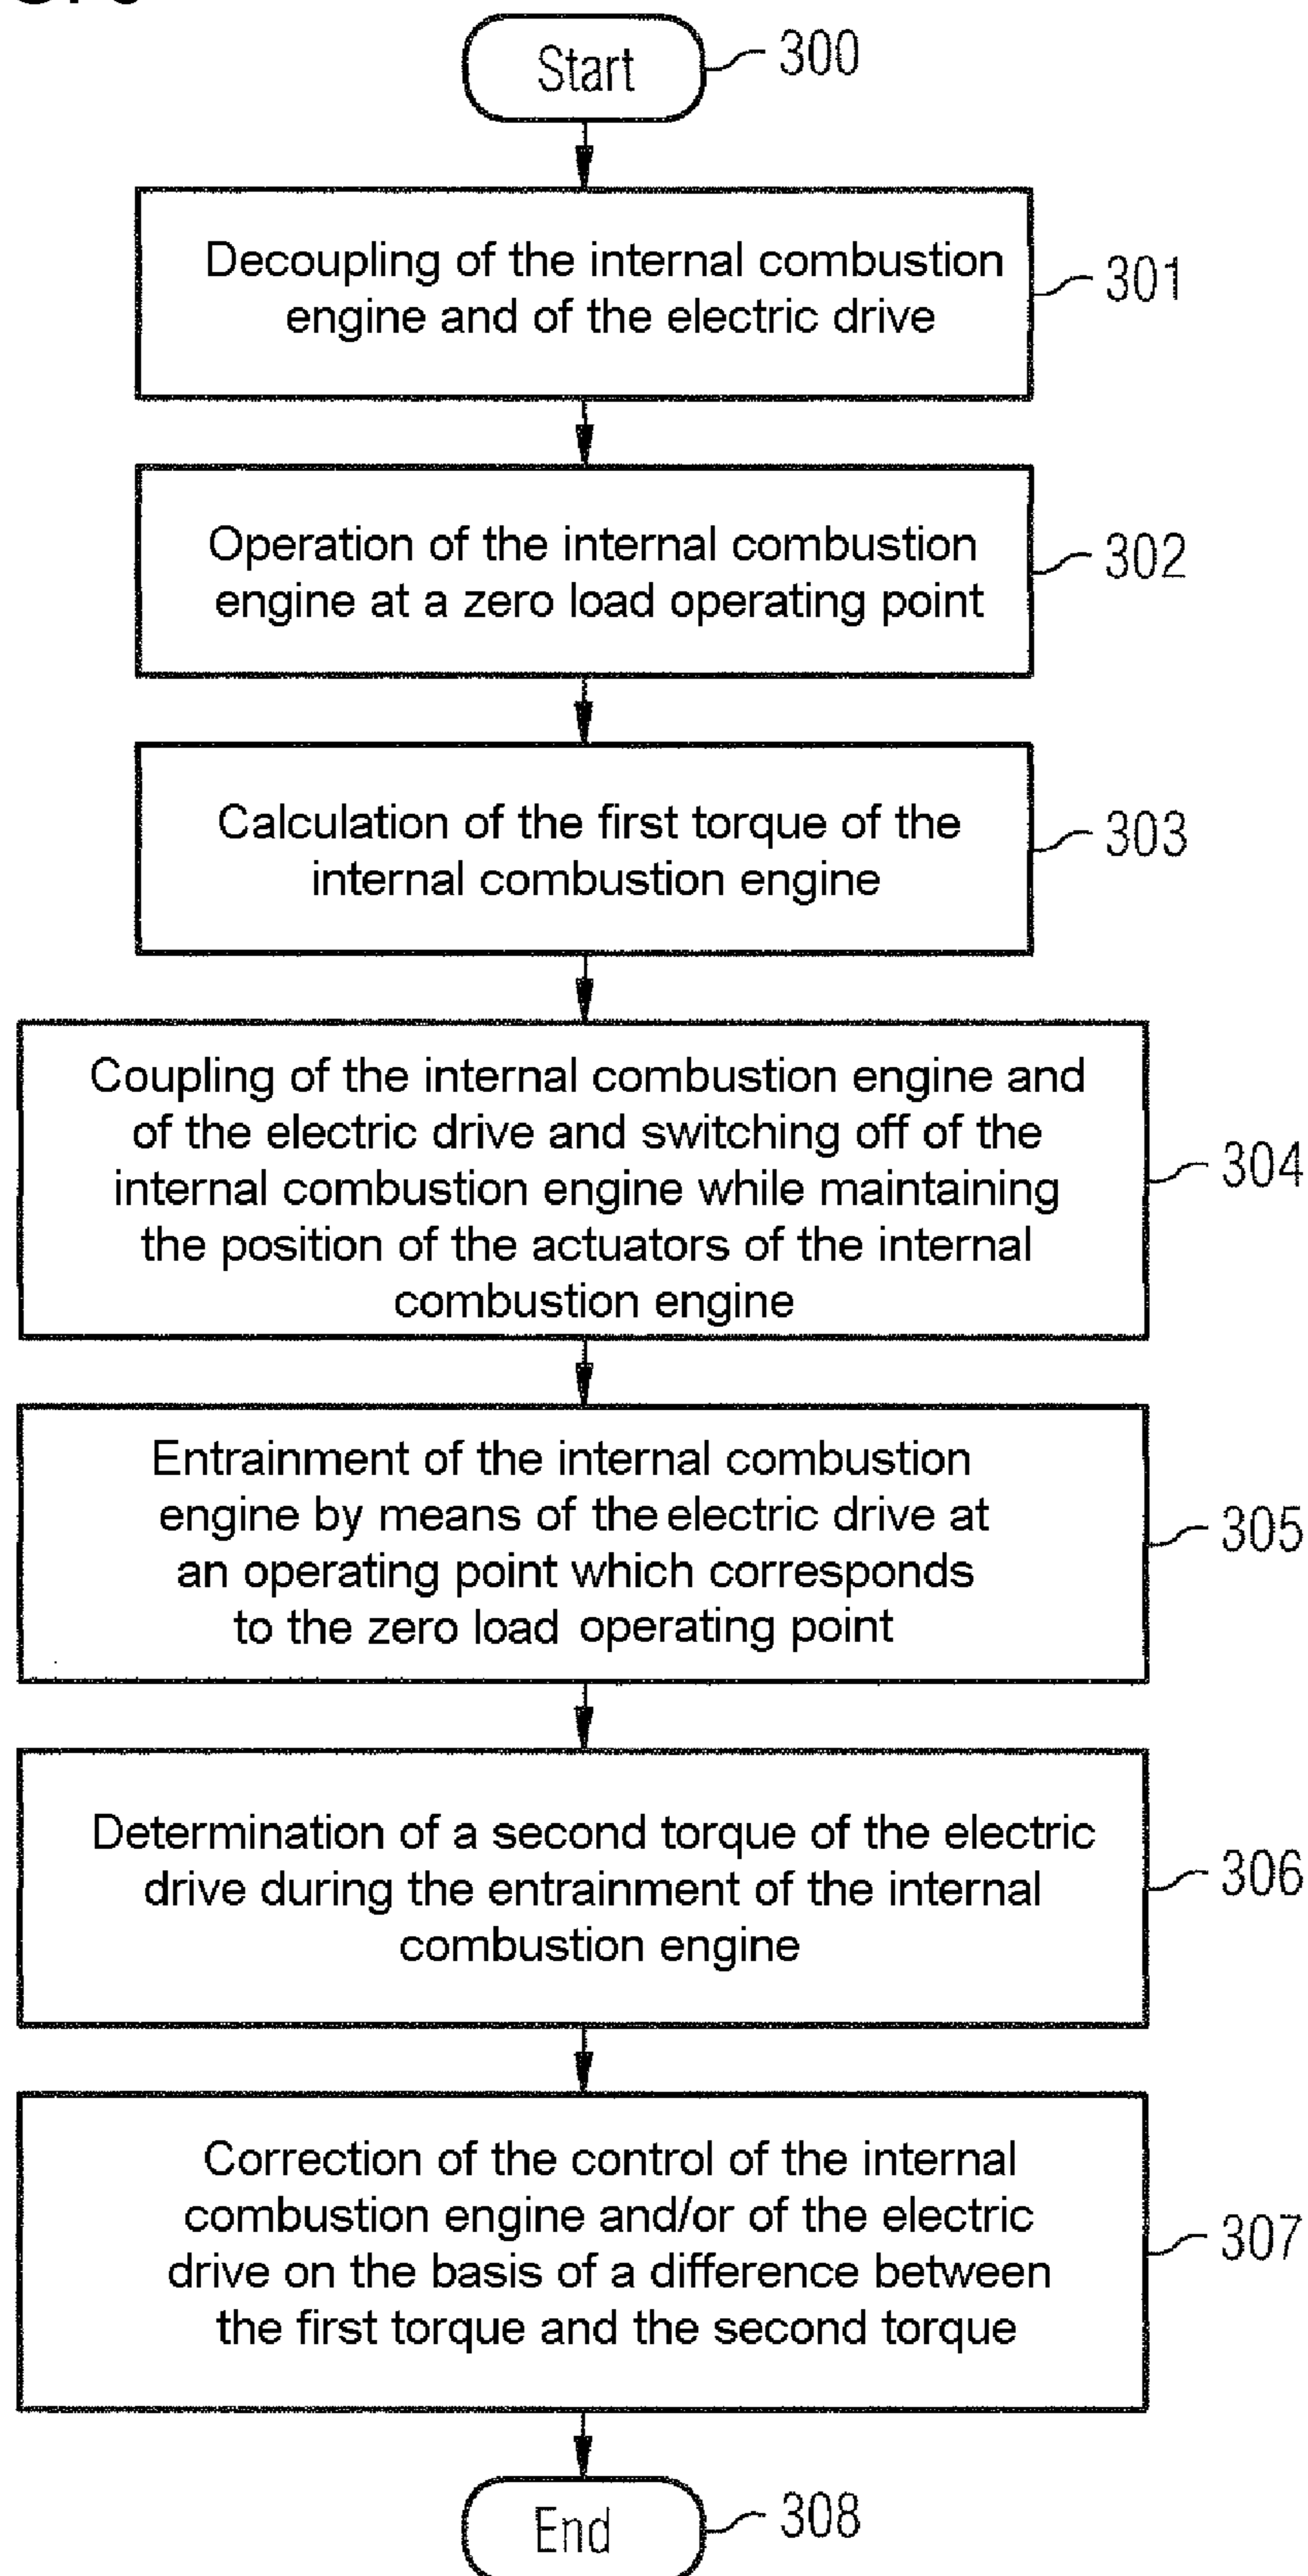 Start
300
Decoupling of the internal combustion
engine and of the electric drive
301
Operation of the internal combustion
engine at a zero load operating point
302
Calculation of the first torque of the
internal combustion engine
303
Coupling of the internal combustion engine and
of the electric drive and switching off of the
internal combustion engine while maintaining
the position of the actuators of the internal
combustion engine
304
Entrainment of the internal combustion
engine by means of the electric drive at
an operating point which corresponds
to the zero load operating point
305
Determination of a second torque of the electric
drive during the entrainment of the internal
combustion engine
306
Correction of the control of the internal
combustion engine and/or of the electric
drive on the basis of a difference between
the first torque and the second torque
307
End
308